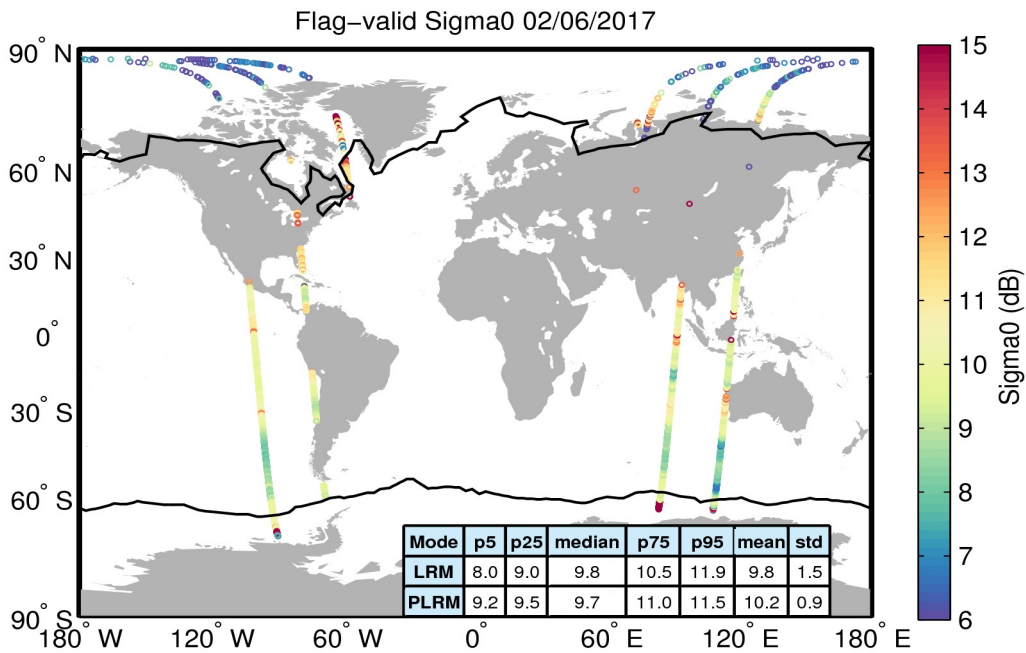 Flag−valid Sigma0 02/06/2017
90° N
60° N
30° N
0°
30° S
60° S
90° S
180° W
120° W
60° W
0°
60° E
120° E
180° E
Mode p5 p25 median p75 p95 mean std
LRM 8.0 9.0 9.8 10.5 11.9 9.8 1.5
PLRM 9.2 9.5 9.7 11.0 11.5 10.2 0.9
15
14
13
12
11
10
9
8
7
6
Sigma0 (dB)